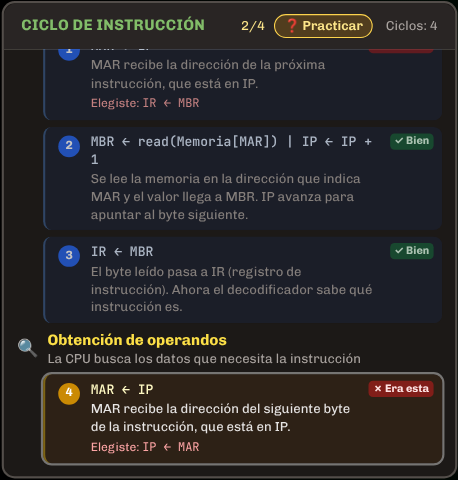 CICLO DE INSTRUCCIÓN
2/4
❓ Practicar
Ciclos: 4
1
MAR recibe la dirección de la próxima
instrucción, que está en IP.
Elegiste: IR ← MBR
2
MBR ← read(Memoria[MAR]) | IP ← IP +
1
✓ Bien
Se lee la memoria en la dirección que indica
MAR y el valor llega a MBR. IP avanza para
apuntar al byte siguiente.
3
IR ← MBR
✓ Bien
El byte leído pasa a IR (registro de
instrucción). Ahora el decodificador sabe qué
instrucción es.
Obtención de operandos
La CPU busca los datos que necesita la instrucción
4
MAR ← IP
× Era esta
MAR recibe la dirección del siguiente byte
de la instrucción, que está en IP.
Elegiste: IP ← MAR